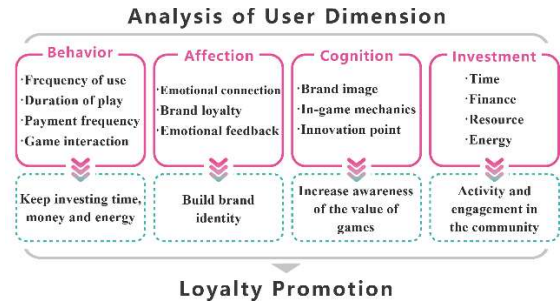 Analysis of User Dimension
Behavior
·Frequency of use
·Duration of play
·Payment frequency
·Game interaction
Keep investing time,
money and energy
Affection
·Emotional connection
·Brand loyalty
·Emotional feedback
Build brand
identity
Cognition
·Brand image
·In-game mechanics
·Innovation point
Increase awareness
of the value of
games
Investment
·Time
·Finance
·Resource
·Energy
Activity and
engagement in
the community
Loyalty Promotion